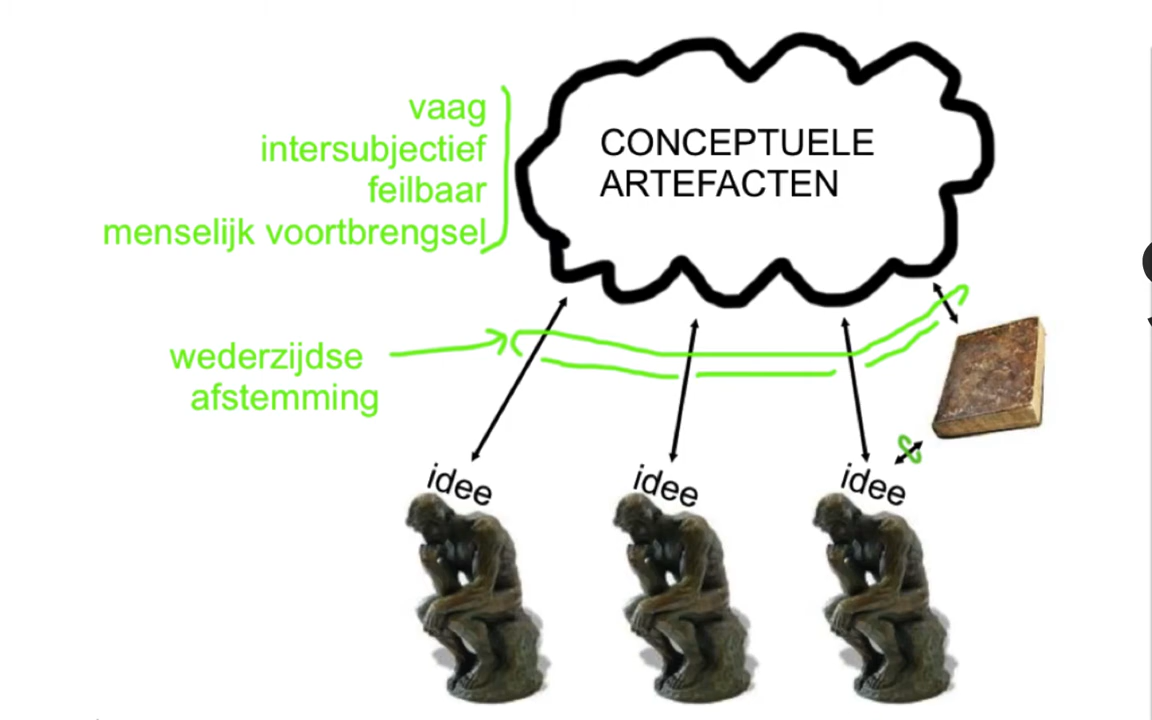 vaag
intersubjectief
feilbaar
menselijk voortbrengsel
CONCEPTUELE
ARTEFACTEN
wederzijdse
afstemming
idee
idee
idee